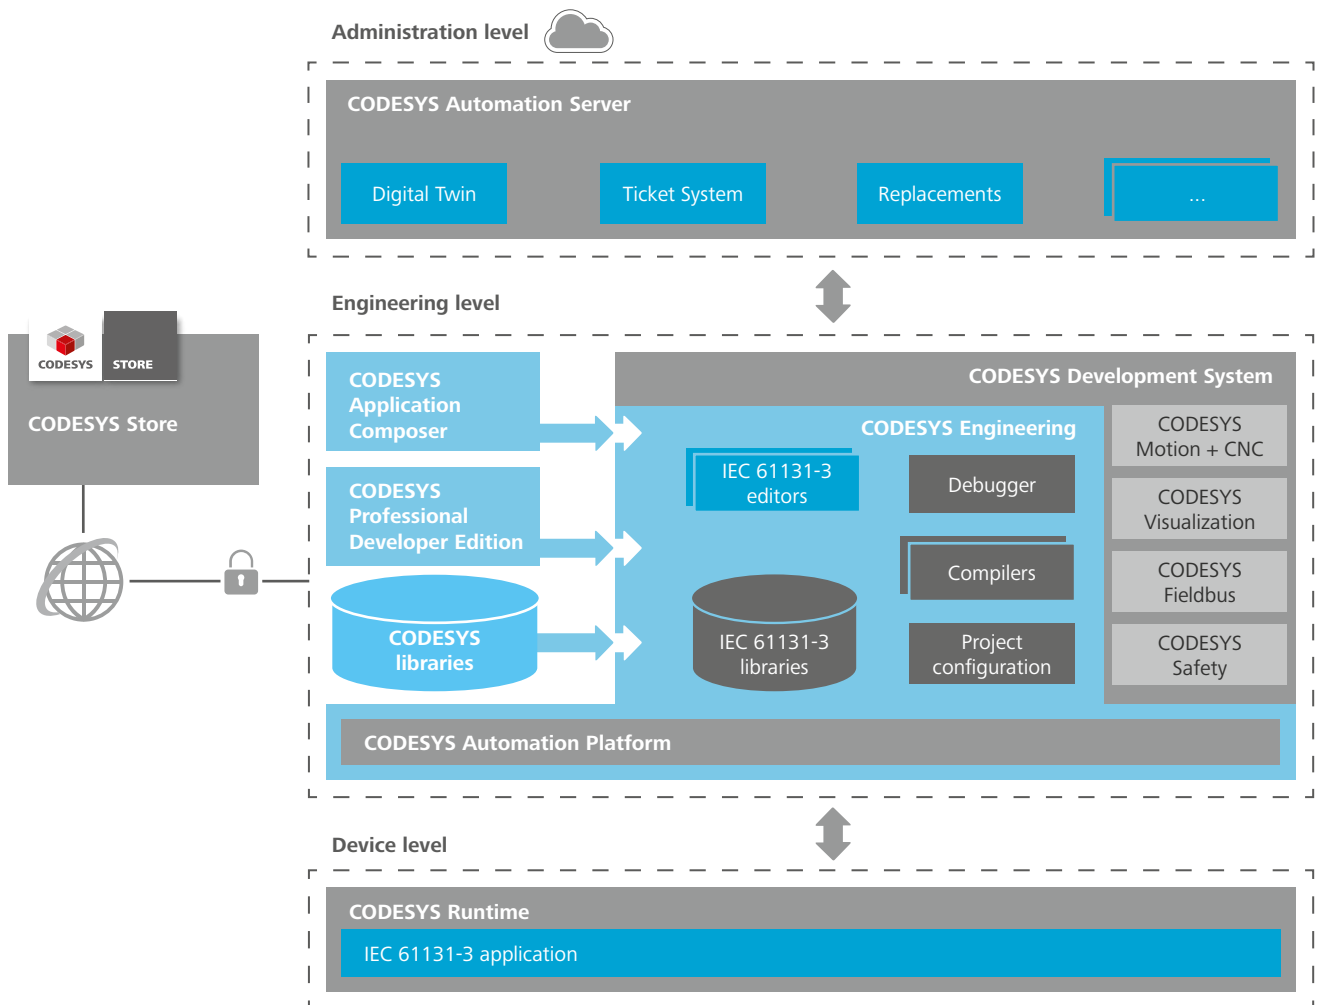 Administration level
CODESYS Automation Server
Digital Twin
Ticket System
Replacements
...
Engineering level
CODESYS
STORE
CODESYS Store
CODESYS
Application
Composer
CODESYS
Professional
Developer Edition
CODESYS
libraries
CODESYS Development System
CODESYS Engineering
IEC 61131-3
editors
Debugger
Compilers
IEC 61131-3
libraries
Project
configuration
CODESYS
Motion + CNC
CODESYS
Visualization
CODESYS
Fieldbus
CODESYS
Safety
CODESYS Automation Platform
Device level
CODESYS Runtime
IEC 61131-3 application